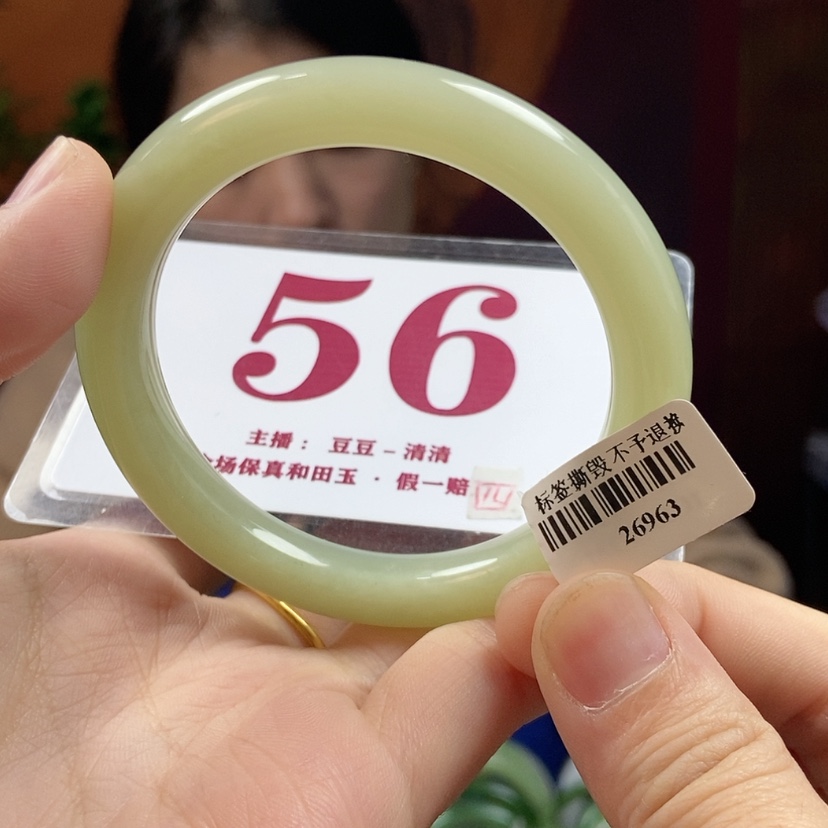 56
主播： 豆豆－清清
场保真和田玉 · 假一赔
标签撕毁不予退换
26963